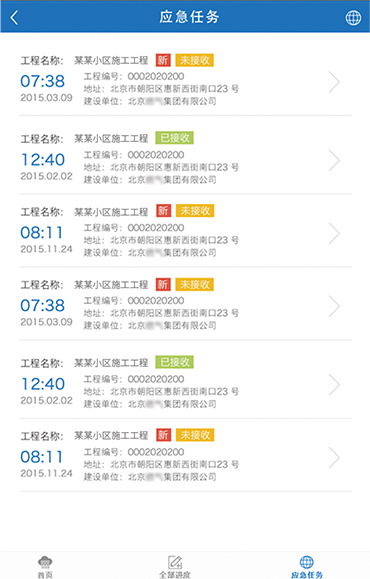 应急任务
工程名称： 某某小区施工工程 新 未接收
07:38 工程编号：0002020200
2015.03.09 地址：北京市朝阳区惠新西街南口23 号
建设单位：北京 集团有限公司
工程名称： 某某小区施工工程 已接收
12:40 工程编号：0002020200
2015.02.02 地址：北京市朝阳区惠新西街南口23 号
建设单位：北京 集团有限公司
工程名称： 某某小区施工工程 新 未接收
08:11 工程编号：0002020200
2015.11.24 地址：北京市朝阳区惠新西街南口23 号
建设单位：北京 集团有限公司
工程名称： 某某小区施工工程 新 未接收
07:38 工程编号：0002020200
2015.03.09 地址：北京市朝阳区惠新西街南口23 号
建设单位：北京 集团有限公司
工程名称： 某某小区施工工程 已接收
12:40 工程编号：0002020200
2015.02.02 地址：北京市朝阳区惠新西街南口23 号
建设单位：北京 集团有限公司
工程名称： 某某小区施工工程 新 未接收
08:11 工程编号：0002020200
2015.11.24 地址：北京市朝阳区惠新西街南口23 号
建设单位：北京 集团有限公司
首页 全部进度 应急任务